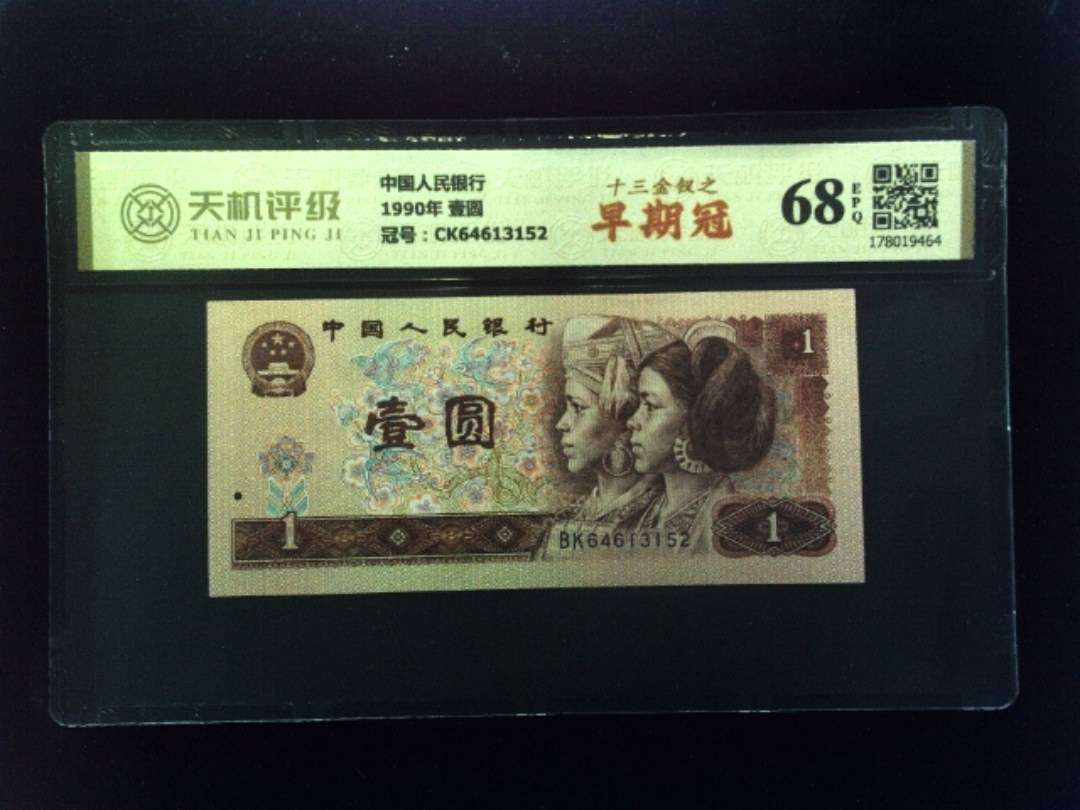 天机评级
TIAN JI PING JI
中国人民银行
1990年 壹圆
冠号：CK64613152
十三金钗之
早期冠
68
EPQ
178019464
中国人民银行
1
壹圆
1
BK64613152
1